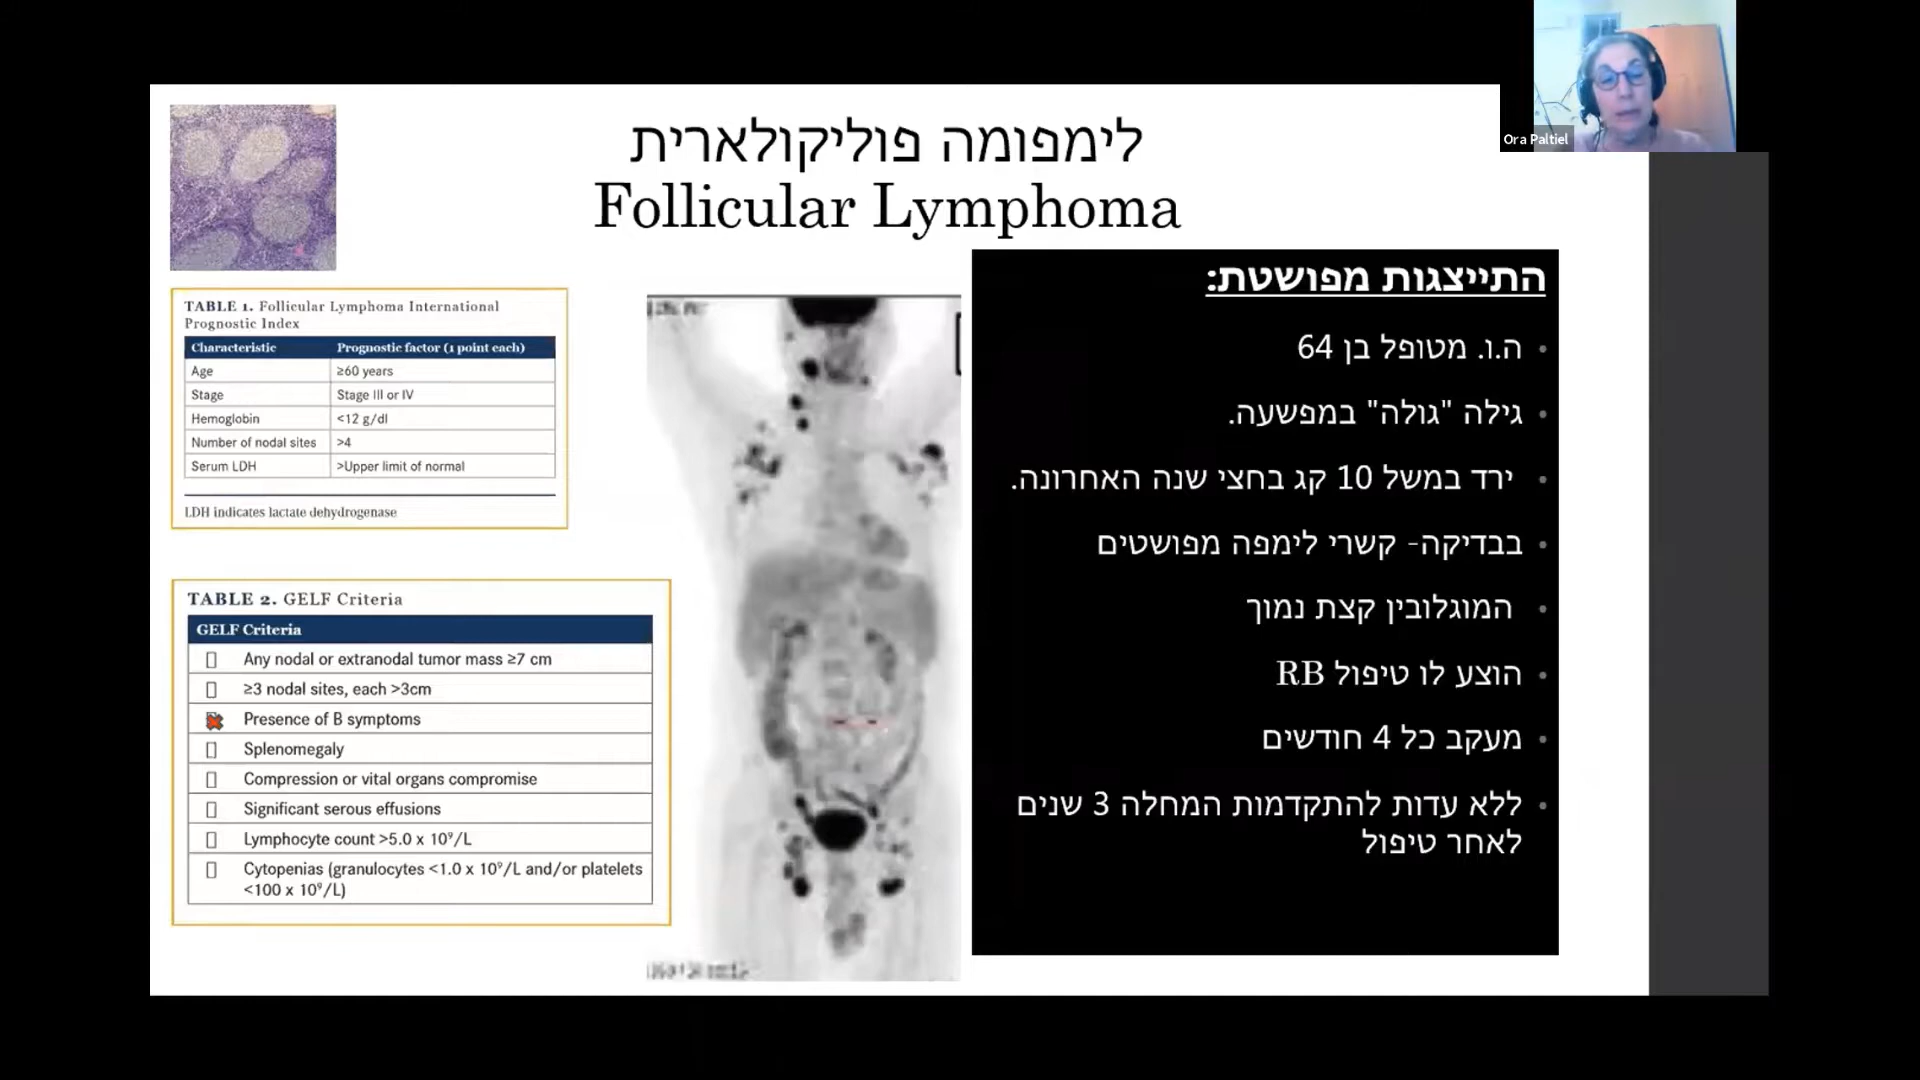 Ora Paltiel
לימפומה פוליקולארית
Follicular Lymphoma
TABLE 1. Follicular Lymphoma International
Prognostic Index
Characteristic Prognostic factor (1 point each)
Age ≥60 years
Stage Stage III or IV
Hemoglobin <12 g/dl
Number of nodal sites >4
Serum LDH >Upper limit of normal
LDH indicates lactate dehydrogenase
TABLE 2. GELF Criteria
GELF Criteria
Any nodal or extranodal tumor mass ≥7 cm
≥3 nodal sites, each >3cm
Presence of B symptoms
Splenomegaly
Compression or vital organs compromise
Significant serous effusions
Lymphocyte count >5.0 x 10⁹/L
Cytopenias (granulocytes <1.0 x 10⁹/L and/or platelets
<100 x 10⁹/L)
התייצגות מפושטת:
• ה.ו. מטופל בן 64
• גילה "גולה" במפשעה.
• ירד במשל 10 קג בחצי שנה האחרונה.
• בבדיקה- קשרי לימפה מפושטים
• המוגלובין קצת נמוך
• הוצע לו טיפול RB
• מעקב כל 4 חודשים
• ללא עדות להתקדמות המחלה 3 שנים
לאחר טיפול